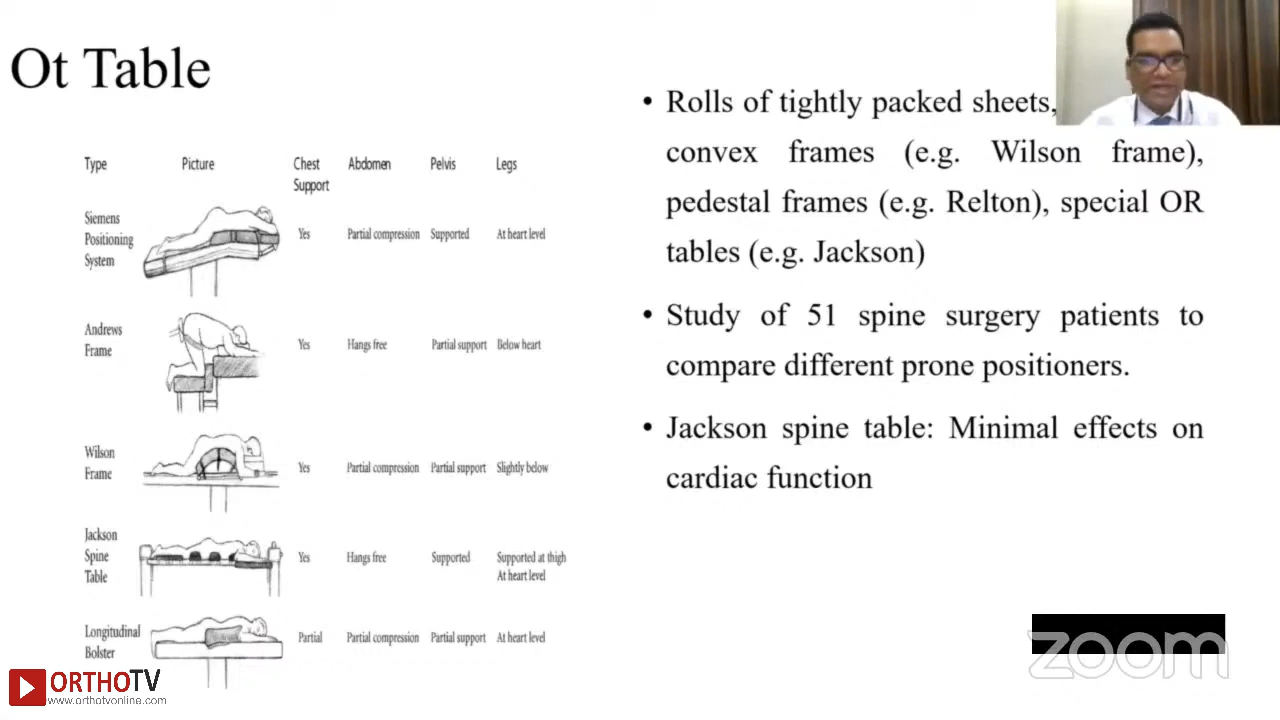 Ot Table
Type Picture Chest Support Abdomen Pelvis Legs
Siemens Positioning System Yes Partial compression Supported At heart level
Andrews Frame Yes Hangs free Partial support Below heart
Wilson Frame Yes Partial compression Partial support Slightly below
Jackson Spine Table Yes Hangs free Supported Supported at thigh At heart level
Longitudinal Bolster Partial Partial compression Partial support At heart level
• Rolls of tightly packed sheets,
convex frames (e.g. Wilson frame),
pedestal frames (e.g. Relton), special OR
tables (e.g. Jackson)
• Study of 51 spine surgery patients to
compare different prone positioners.
• Jackson spine table: Minimal effects on
cardiac function
zoom
ORTHOTV
www.orthotvonline.com